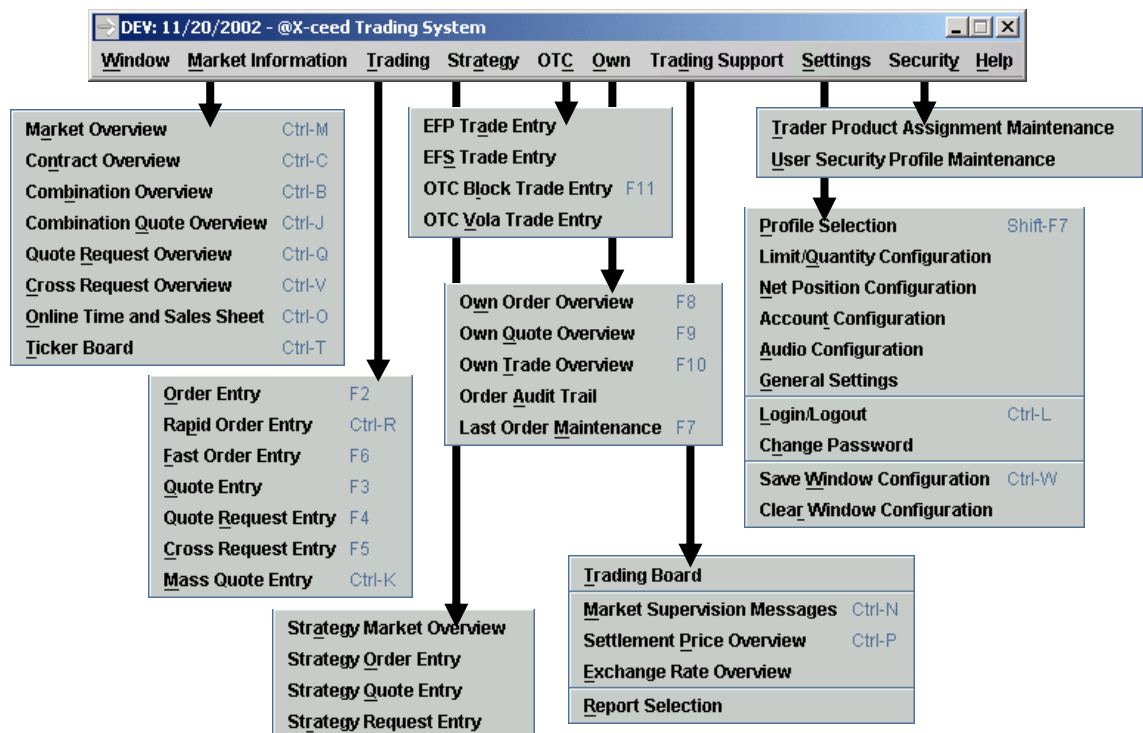 DEV: 11/20/2002 - @X-ceed Trading System
Window Market Information Trading Strategy OTC Own Trading Support Settings Security Help
Market Overview Ctrl-M
Contract Overview Ctrl-C
Combination Overview Ctrl-B
Combination Quote Overview Ctrl-J
Quote Request Overview Ctrl-Q
Cross Request Overview Ctrl-V
Online Time and Sales Sheet Ctrl-O
Ticker Board Ctrl-T
EFP Trade Entry
EFS Trade Entry
OTC Block Trade Entry F11
OTC Vola Trade Entry
Trader Product Assignment Maintenance
User Security Profile Maintenance
Profile Selection Shift-F7
Limit/Quantity Configuration
Net Position Configuration
Account Configuration
Audio Configuration
General Settings
Login/Logout Ctrl-L
Change Password
Save Window Configuration Ctrl-W
Clear Window Configuration
Own Order Overview F8
Own Quote Overview F9
Own Trade Overview F10
Order Audit Trail
Last Order Maintenance F7
Order Entry F2
Rapid Order Entry Ctrl-R
Fast Order Entry F6
Quote Entry F3
Quote Request Entry F4
Cross Request Entry F5
Mass Quote Entry Ctrl-K
Trading Board
Market Supervision Messages Ctrl-N
Settlement Price Overview Ctrl-P
Exchange Rate Overview
Report Selection
Strategy Market Overview
Strategy Order Entry
Strategy Quote Entry
Strategy Request Entry